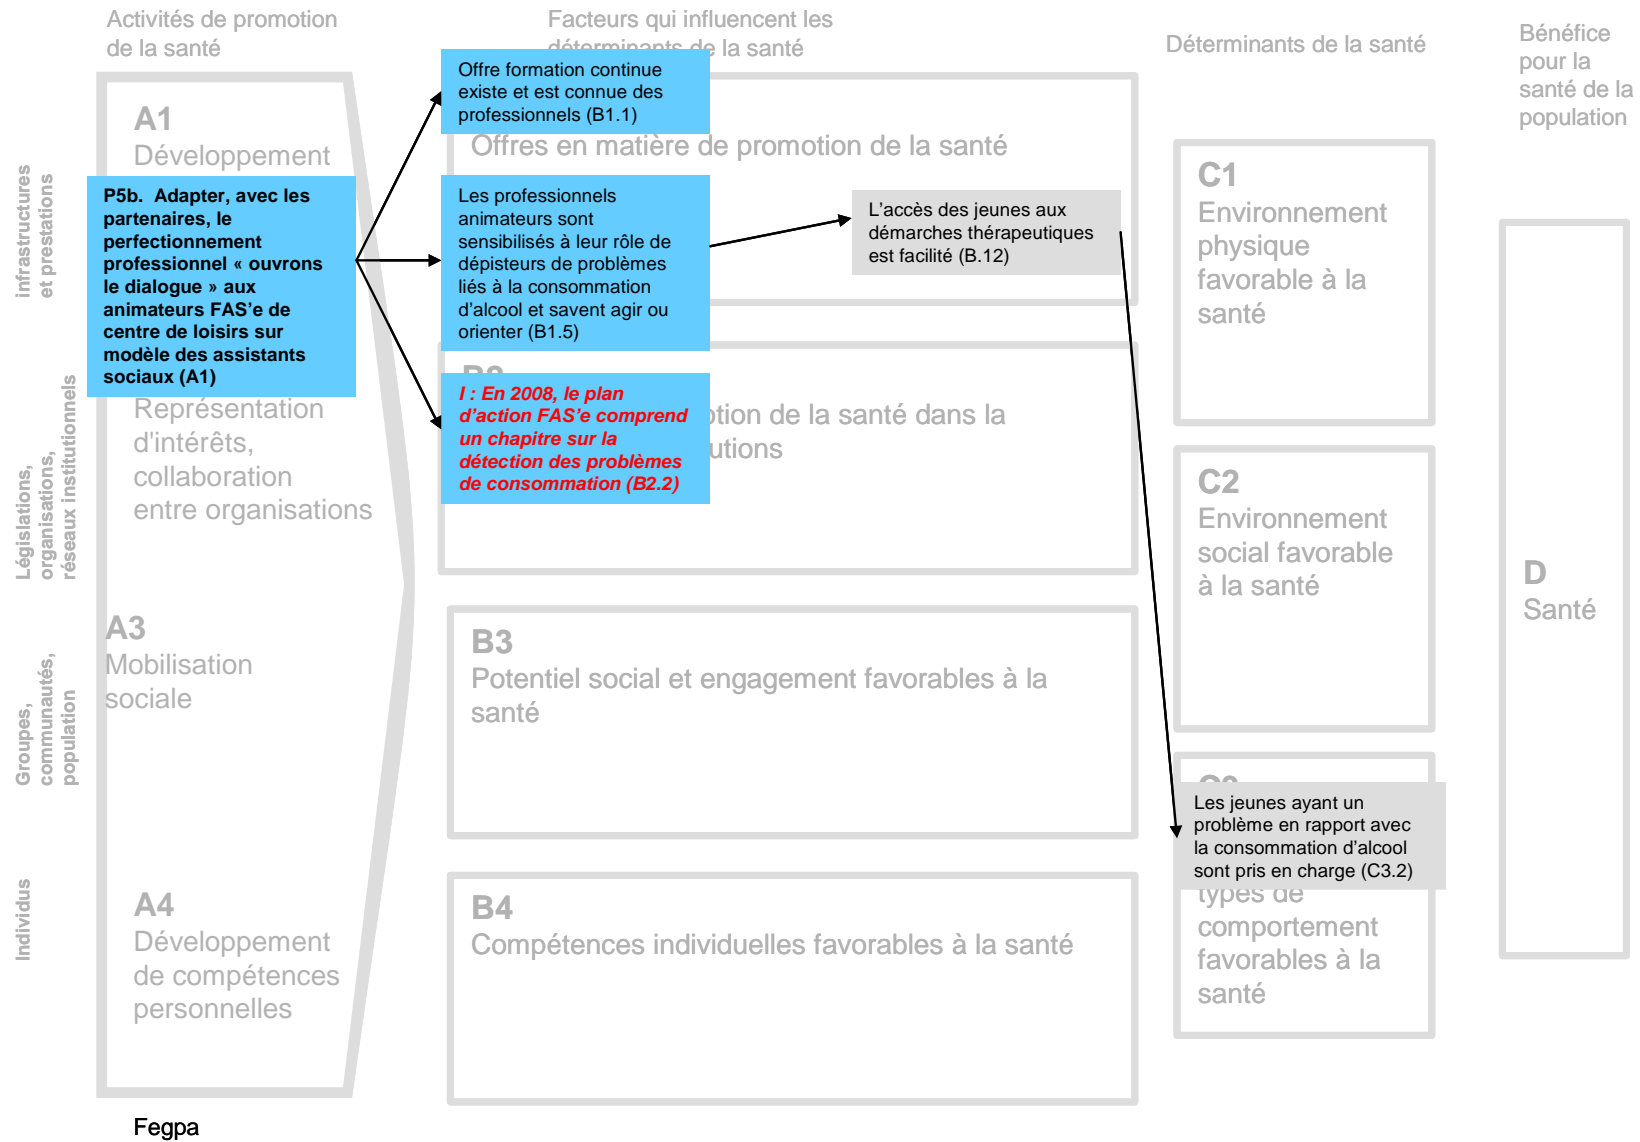 Activités de promotion
de la santé
Facteurs qui influencent les
déterminants de la santé
Déterminants de la santé
Bénéfice
pour la
santé de la
population
infrastructures
et prestations
Législations,
organisations,
réseaux institutionnels
Groupes,
communautés,
population
Individus
A1
Développement
P5b. Adapter, avec les
partenaires, le
perfectionnement
professionnel « ouvrons
le dialogue » aux
animateurs FAS'e de
centre de loisirs sur
modèle des assistants
sociaux (A1)
Représentation
d'intérêts,
collaboration
entre organisations
A3
Mobilisation
sociale
A4
Développement
de compétences
personnelles
Offre formation continue
existe et est connue des
professionnels (B1.1)
Offres en matière de promotion de la santé
Les professionnels
animateurs sont
sensibilisés à leur rôle de
dépisteurs de problèmes
liés à la consommation
d'alcool et savent agir ou
orienter (B1.5)
L'accès des jeunes aux
démarches thérapeutiques
est facilité (B.12)
I : En 2008, le plan
d'action FAS'e comprend
un chapitre sur la
détection des problèmes
de consommation (B2.2)
de la santé dans la
B3
Potentiel social et engagement favorables à la
santé
B4
Compétences individuelles favorables à la santé
C1
Environnement
physique
favorable à la
santé
C2
Environnement
social favorable
à la santé
Les jeunes ayant un
problème en rapport avec
la consommation d'alcool
sont pris en charge (C3.2)
types de
comportement
favorables à la
santé
D
Santé
Fegpa